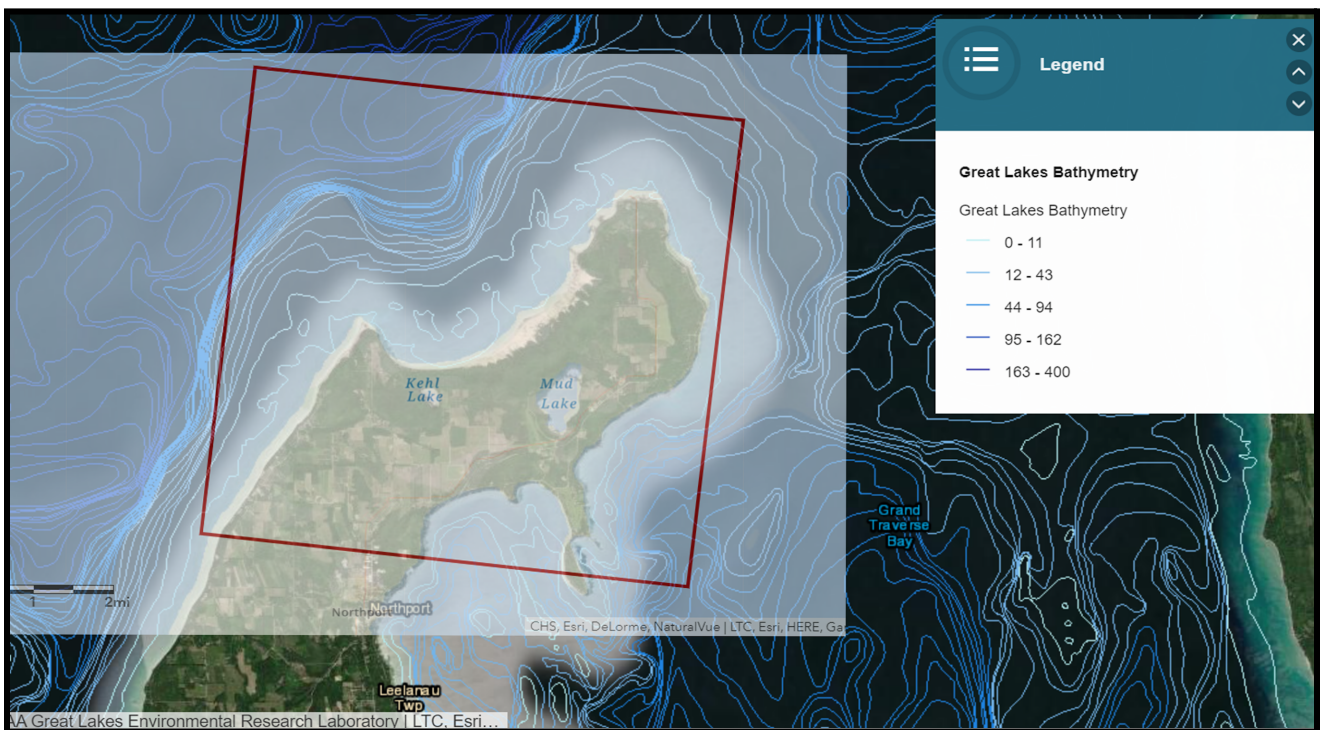 Legend
Great Lakes Bathymetry
Great Lakes Bathymetry
0 - 11
12 - 43
44 - 94
95 - 162
163 - 400
Kehl
Lake
Mud
Lake
Grand
Traverse
Bay
1 2mi
Northport
Northport
CHS, Esri, DeLorme, NaturalVue | LTC, Esri, HERE, Ga
Leelanau
Twp
AA Great Lakes Environmental Research Laboratory | LTC, Esri...